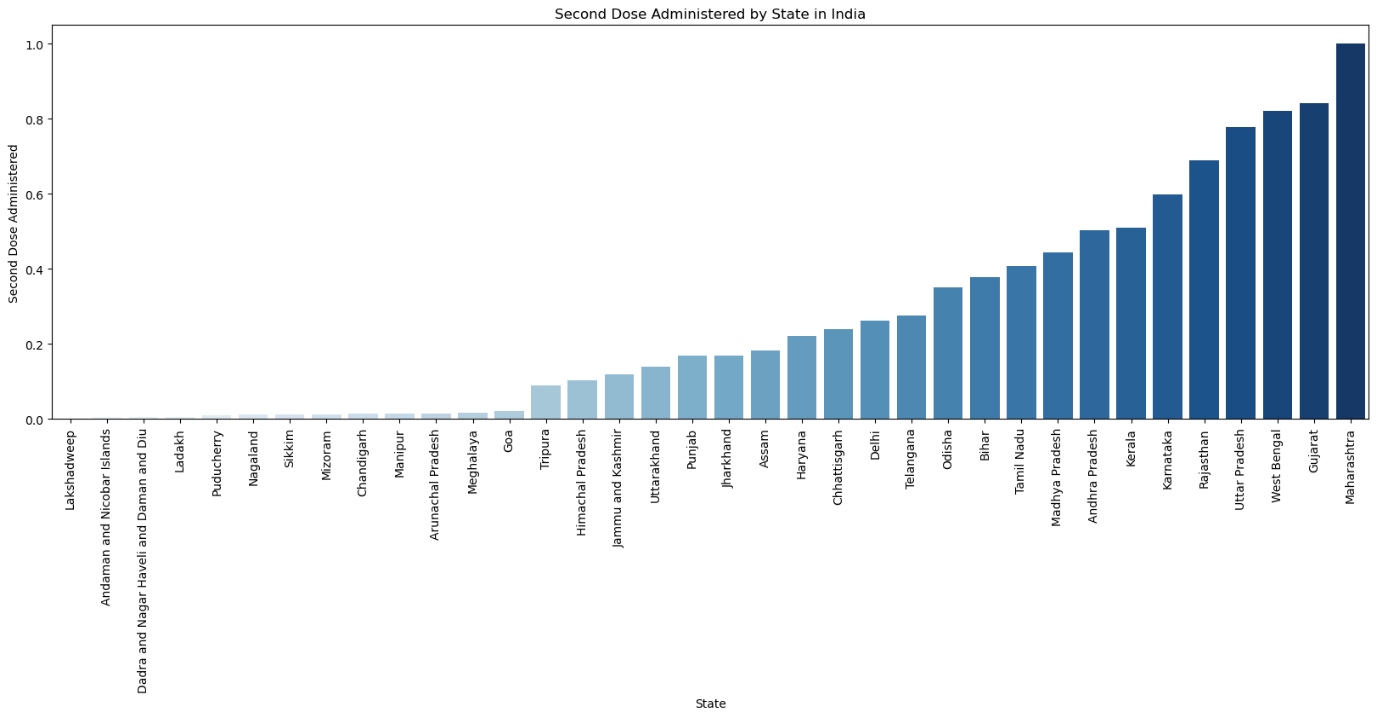 Second Dose Administered by State in India
Second Dose Administered
1.0
0.8
0.6
0.4
0.2
0.0
Lakshadweep
Andaman and Nicobar Islands
Dadra and Nagar Haveli and Daman and Diu
Ladakh
Puducherry
Nagaland
Sikkim
Mizoram
Chandigarh
Manipur
Arunachal Pradesh
Meghalaya
Goa
Tripura
Himachal Pradesh
Jammu and Kashmir
Uttarakhand
Punjab
Jharkhand
Assam
Haryana
Chhattisgarh
Delhi
Telangana
Odisha
Bihar
Tamil Nadu
Madhya Pradesh
Andhra Pradesh
Kerala
Karnataka
Rajasthan
Uttar Pradesh
West Bengal
Gujarat
Maharashtra
State